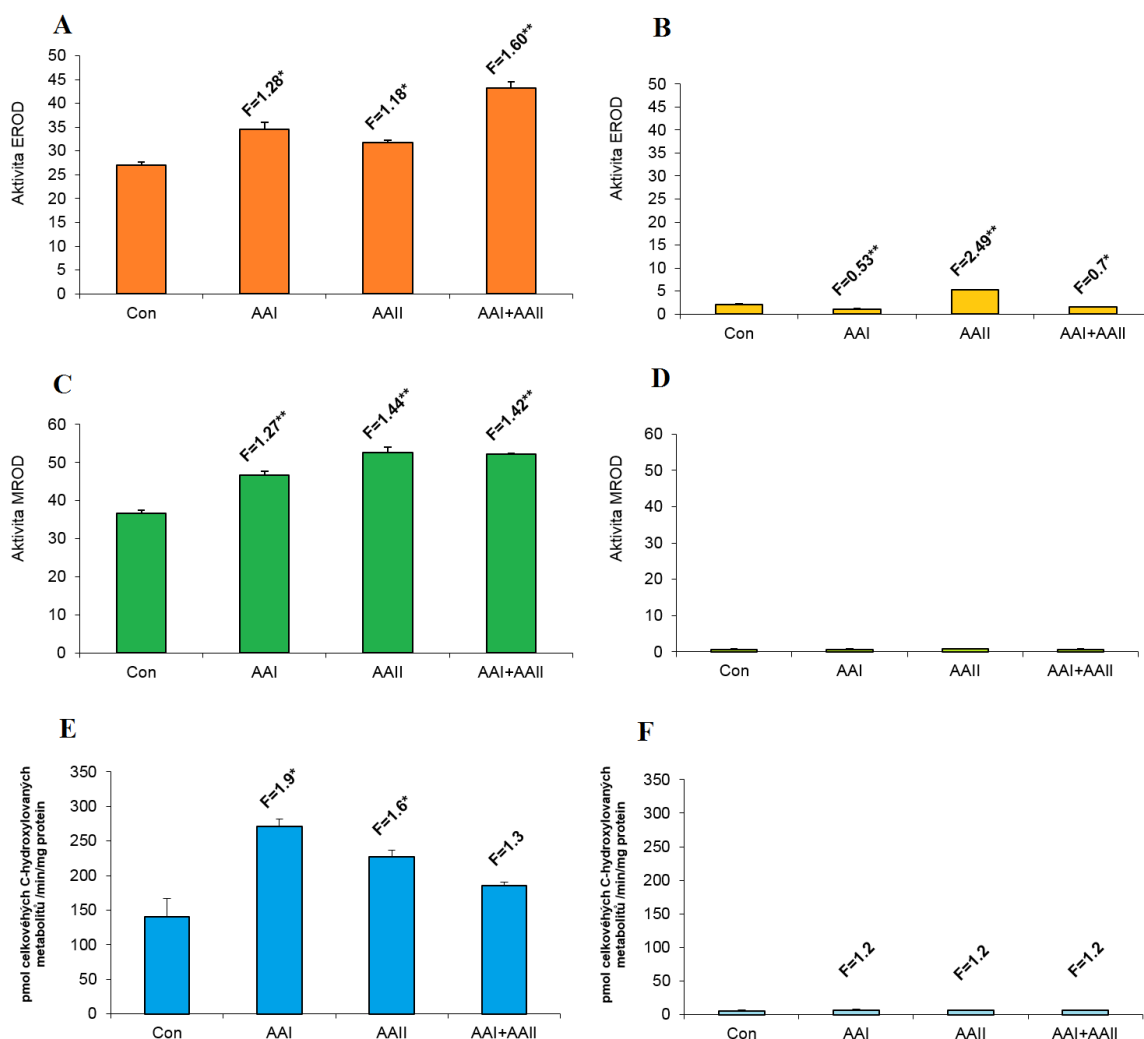 A
Aktivita EROD
50
45
40
35
30
25
20
15
10
5
0
F=1.28*
F=1.18*
F=1.60**
Con AAI AAII AAI+AAII
B
Aktivita EROD
50
45
40
35
30
25
20
15
10
5
0
F=0.53**
F=2.49**
F=0.7*
Con AAI AAII AAI+AAII
C
Aktivita MROD
60
50
40
30
20
10
0
F=1.27**
F=1.44**
F=1.42**
Con AAI AAII AAI+AAII
D
Aktivita MROD
60
50
40
30
20
10
0
Con AAI AAII AAI+AAII
E
pmol celkověhých C-hydroxylovaných
metabolitů /min/mg protein
350
300
250
200
150
100
50
0
F=1.9*
F=1.6*
F=1.3
Con AAI AAII AAI+AAII
F
pmol celkověhých C-hydroxylovaných
metabolitů /min/mg protein
350
300
250
200
150
100
50
0
F=1.2
F=1.2
F=1.2
Con AAI AAII AAI+AAII